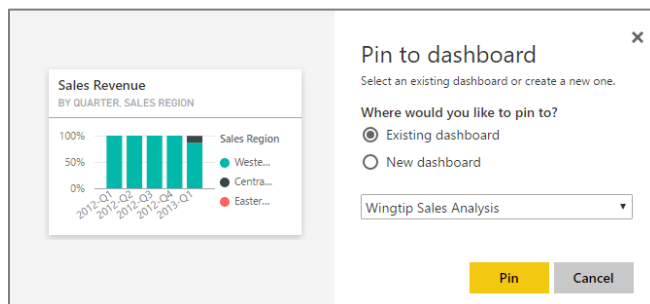 Sales Revenue
BY QUARTER, SALES REGION
100%
50%
0%
2012-Q1
2012-Q2
2012-Q3
2012-Q4
2013-Q1
Sales Region
Weste...
Centra...
Easter...
Pin to dashboard
Select an existing dashboard or create a new one.
Where would you like to pin to?
Existing dashboard
New dashboard
Wingtip Sales Analysis
Pin
Cancel